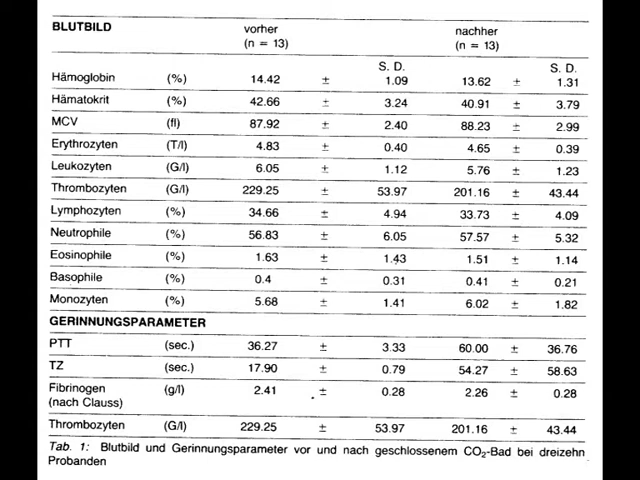 BLUTBILD vorher nachher
(n = 13) (n = 13)
S. D. S. D.
Hämoglobin (%) 14.42 ± 1.09 13.62 ± 1.31
Hämatokrit (%) 42.66 ± 3.24 40.91 ± 3.79
MCV (fl) 87.92 ± 2.40 88.23 ± 2.99
Erythrozyten (T/l) 4.83 ± 0.40 4.65 ± 0.39
Leukozyten (G/l) 6.05 ± 1.12 5.76 ± 1.23
Thrombozyten (G/l) 229.25 ± 53.97 201.16 ± 43.44
Lymphozyten (%) 34.66 ± 4.94 33.73 ± 4.09
Neutrophile (%) 56.83 ± 6.05 57.57 ± 5.32
Eosinophile (%) 1.63 ± 1.43 1.51 ± 1.14
Basophile (%) 0.4 ± 0.31 0.41 ± 0.21
Monozyten (%) 5.68 ± 1.41 6.02 ± 1.82
GERINNUNGSPARAMETER
PTT (sec.) 36.27 ± 3.33 60.00 ± 36.76
TZ (sec.) 17.90 ± 0.79 54.27 ± 58.63
Fibrinogen (g/l) 2.41 ± 0.28 2.26 ± 0.28
(nach Clauss)
Thrombozyten (G/l) 229.25 ± 53.97 201.16 ± 43.44
Tab. 1: Blutbild und Gerinnungsparameter vor und nach geschlossenem CO₂-Bad bei dreizehn
Probanden